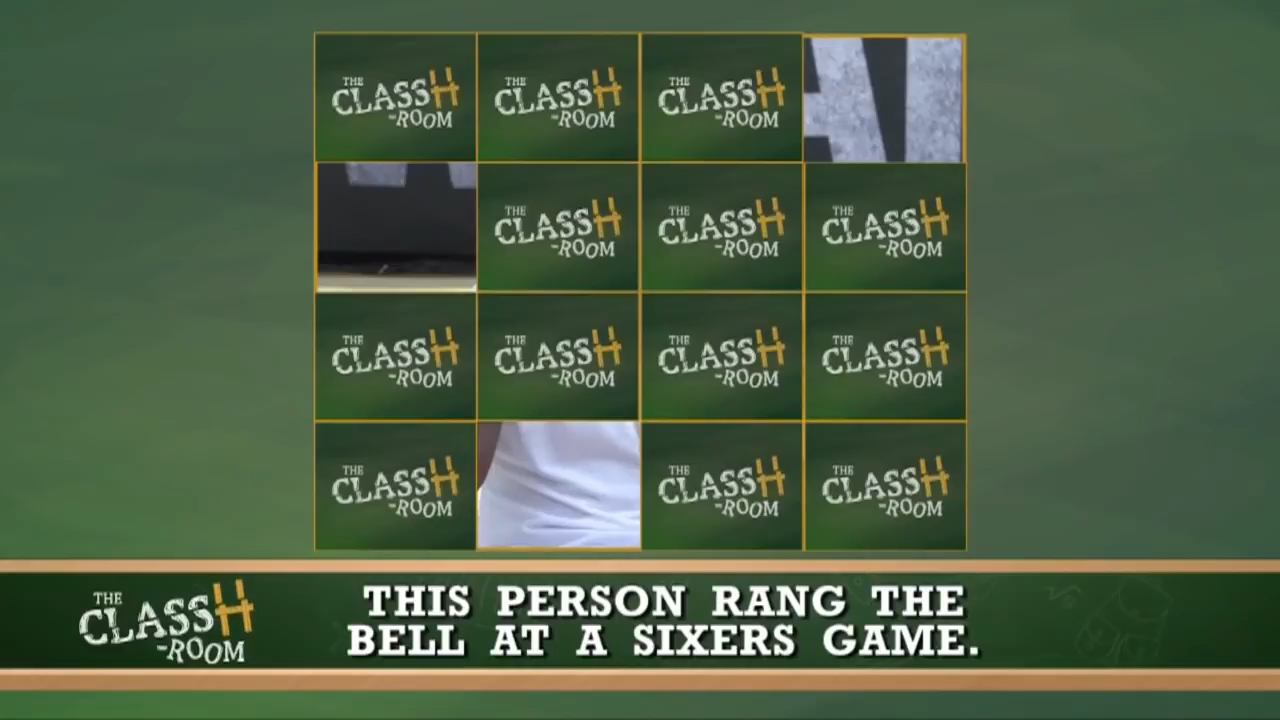 THE THE THE
CLASSH CLASSH CLASSH
-ROOM -ROOM -ROOM
THE THE THE
CLASSH CLASSH CLASSH
-ROOM -ROOM -ROOM
THE THE THE THE
CLASSH CLASSH CLASSH CLASSH
-ROOM -ROOM -ROOM -ROOM
THE THE THE
CLASSH CLASSH CLASSH
-ROOM -ROOM -ROOM
THE
CLASSH
-ROOM
THIS PERSON RANG THE
BELL AT A SIXERS GAME.